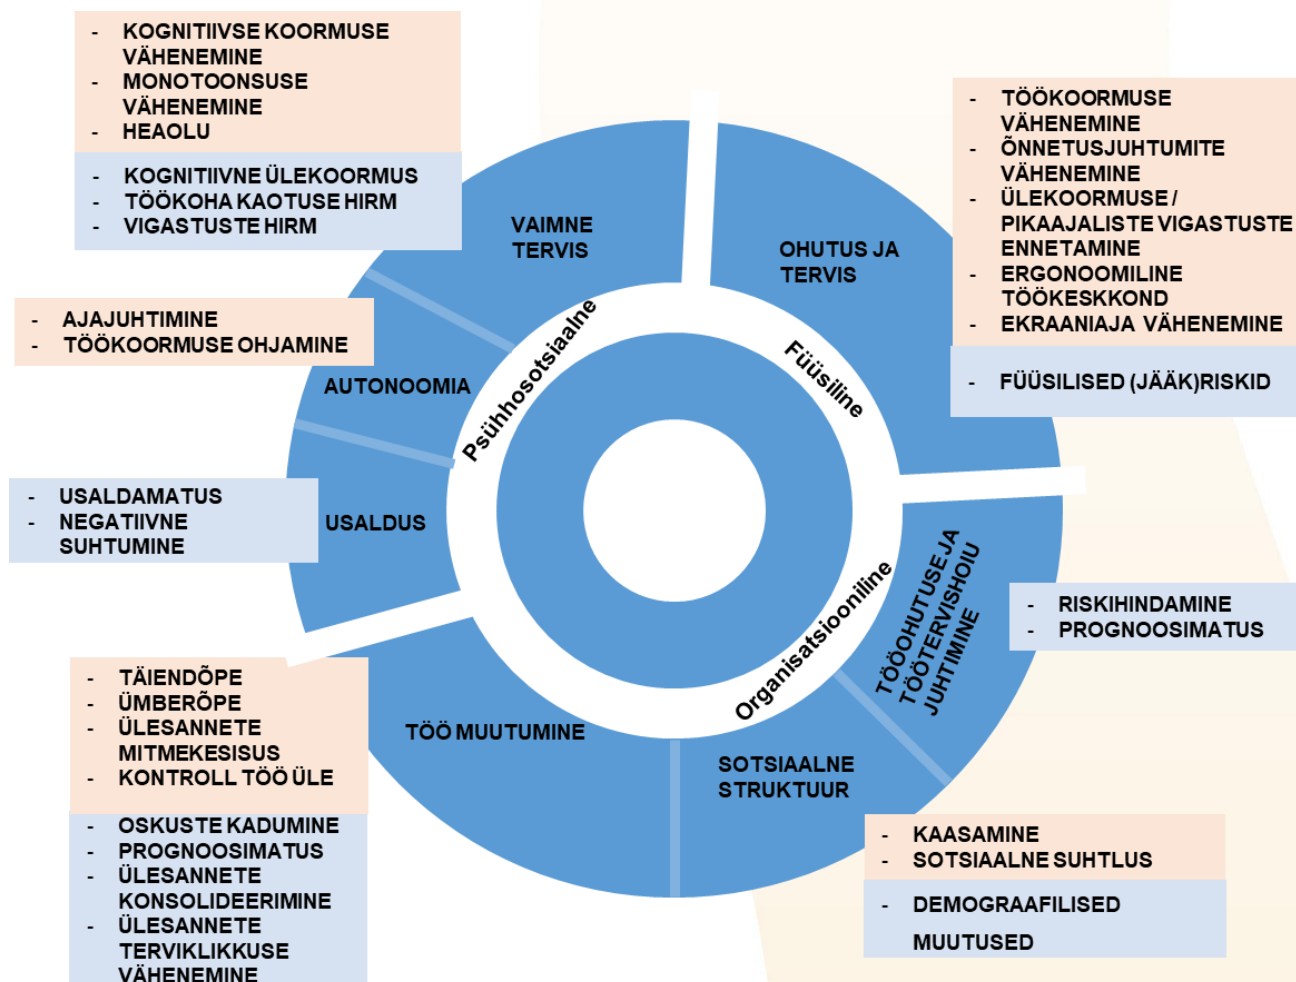 - KOGNITIIVSE KOORMUSE
VÄHENEMINE
- MONOTOONSUSE
VÄHENEMINE
- HEAOLU
- KOGNITIIVNE ÜLEKOORMUS
- TÖÖKOHA KAOTUSE HIRM
- VIGASTUSTE HIRM
VAIMNE
TERVIS
- AJAJUHTIMINE
- TÖÖKOORMUSE OHJAMINE
AUTONOOMIA
- USALDAMATUS
- NEGATIIVNE
SUHTUMINE
USALDUS
Psühhosotsiaalne
OHUTUS JA
TERVIS
Füüsiline
- TÖÖKOORMUSE
VÄHENEMINE
- ÕNNETUSJUHTUMITE
VÄHENEMINE
- ÜLEKOORMUSE /
PIKAAJALISTE VIGASTUSTE
ENNETAMINE
- ERGONOOMILINE
TÖÖKESKKOND
- EKRAANIAJA VÄHENEMINE
- FÜÜSILISED (JÄÄK)RISKID
Organisatsiooniline
TÖÖOHUTUSE JA
TÖÖTERVISHOIU
JUHTIMINE
- RISKIHINDAMINE
- PROGNOOSIMATUS
SOTSIAALNE
STRUKTUUR
- KAASAMINE
- SOTSIAALNE SUHTLUS
- DEMOGRAAFILISED
MUUTUSED
TÖÖ MUUTUMINE
- TÄIENDÕPE
- ÜMBERÕPE
- ÜLESANNETE
MITMEKESISUS
- KONTROLL TÖÖ ÜLE
- OSKUSTE KADUMINE
- PROGNOOSIMATUS
- ÜLESANNETE
KONSOLIDEERIMINE
- ÜLESANNETE
TERVIKLIKKUSE
VÄHENEMINE